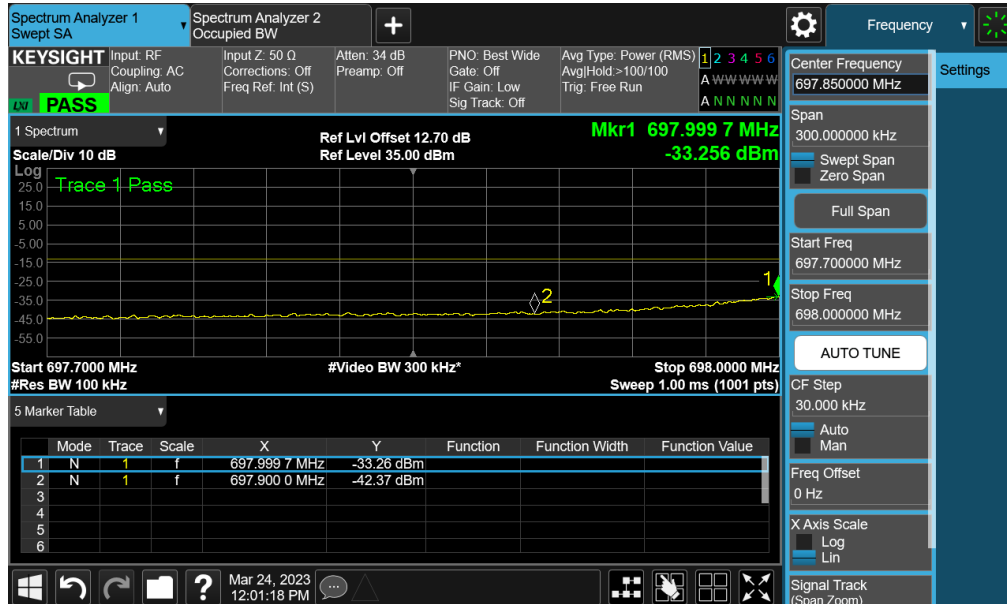 Spectrum Analyzer 1
Swept SA
Spectrum Analyzer 2
Occupied BW
Frequency
KEYSIGHT
Input: RF
Coupling: AC
Align: Auto
Input Z: 50 Ω
Corrections: Off
Freq Ref: Int (S)
Atten: 34 dB
Preamp: Off
PNO: Best Wide
Gate: Off
IF Gain: Low
Sig Track: Off
Avg Type: Power (RMS)
Avg|Hold:>100/100
Trig: Free Run
1 2 3 4 5 6
A W W W W W
A N N N N N
LXI
PASS
1 Spectrum
Scale/Div 10 dB
Ref Lvl Offset 12.70 dB
Ref Level 35.00 dBm
Mkr1 697.999 7 MHz
-33.256 dBm
Log
Trace 1 Pass
25.0
15.0
5.00
-5.00
-15.0
-25.0
-35.0
-45.0
-55.0
2
1
Start 697.7000 MHz
#Res BW 100 kHz
#Video BW 300 kHz*
Stop 698.0000 MHz
Sweep 1.00 ms (1001 pts)
5 Marker Table
Mode Trace Scale X Y Function Function Width Function Value
1 N 1 f 697.999 7 MHz -33.26 dBm
2 N 1 f 697.900 0 MHz -42.37 dBm
3
4
5
6
Mar 24, 2023
12:01:18 PM
Center Frequency
697.850000 MHz
Settings
Span
300.000000 kHz
Swept Span
Zero Span
Full Span
Start Freq
697.700000 MHz
Stop Freq
698.000000 MHz
AUTO TUNE
CF Step
30.000 kHz
Auto
Man
Freq Offset
0 Hz
X Axis Scale
Log
Lin
Signal Track
(Span Zoom)